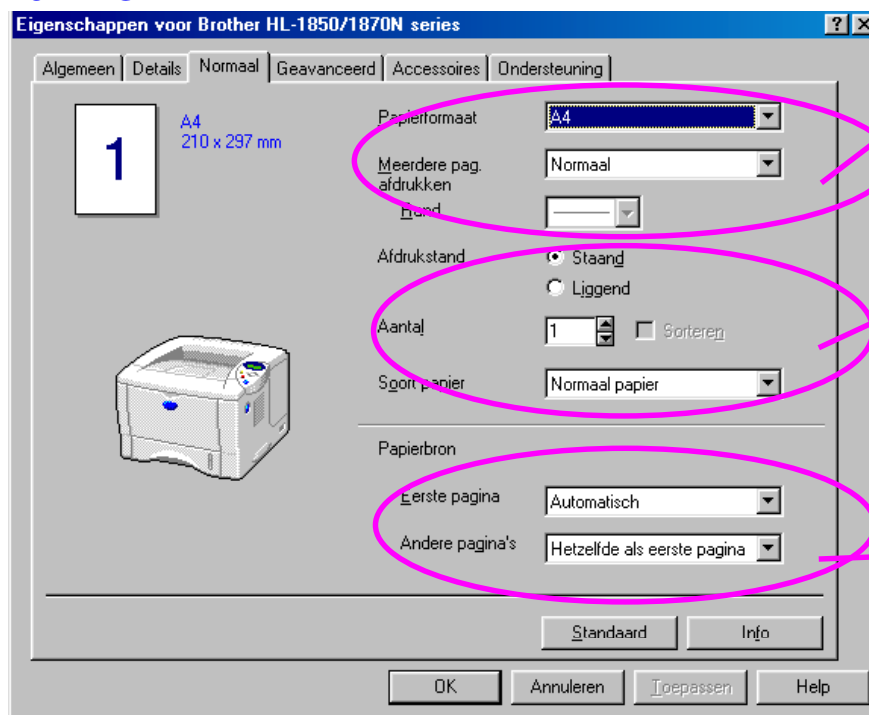 Eigenschappen voor Brother HL-1850/1870N series
Algemeen Details Normaal Geavanceerd Accessoires Ondersteuning
1
A4
210 x 297 mm
Papierformaat A4
Meerdere pag. afdrukken Normaal
Rand
Afdrukstand Staand
Liggend
Aantal 1 Sorteren
Soort papier Normaal papier
Papierbron
Eerste pagina Automatisch
Andere pagina's Hetzelfde als eerste pagina
Standaard Info
OK Annuleren Toepassen Help